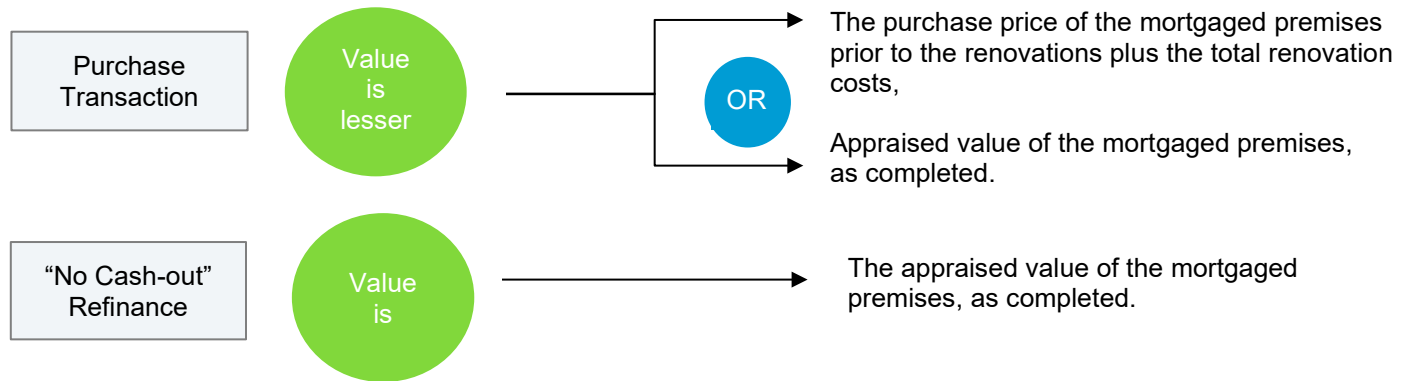 Purchase
Transaction
Value
is
lesser
OR
The purchase price of the mortgaged premises
prior to the renovations plus the total renovation
costs,
Appraised value of the mortgaged premises,
as completed.
“No Cash-out”
Refinance
Value
is
The appraised value of the mortgaged
premises, as completed.